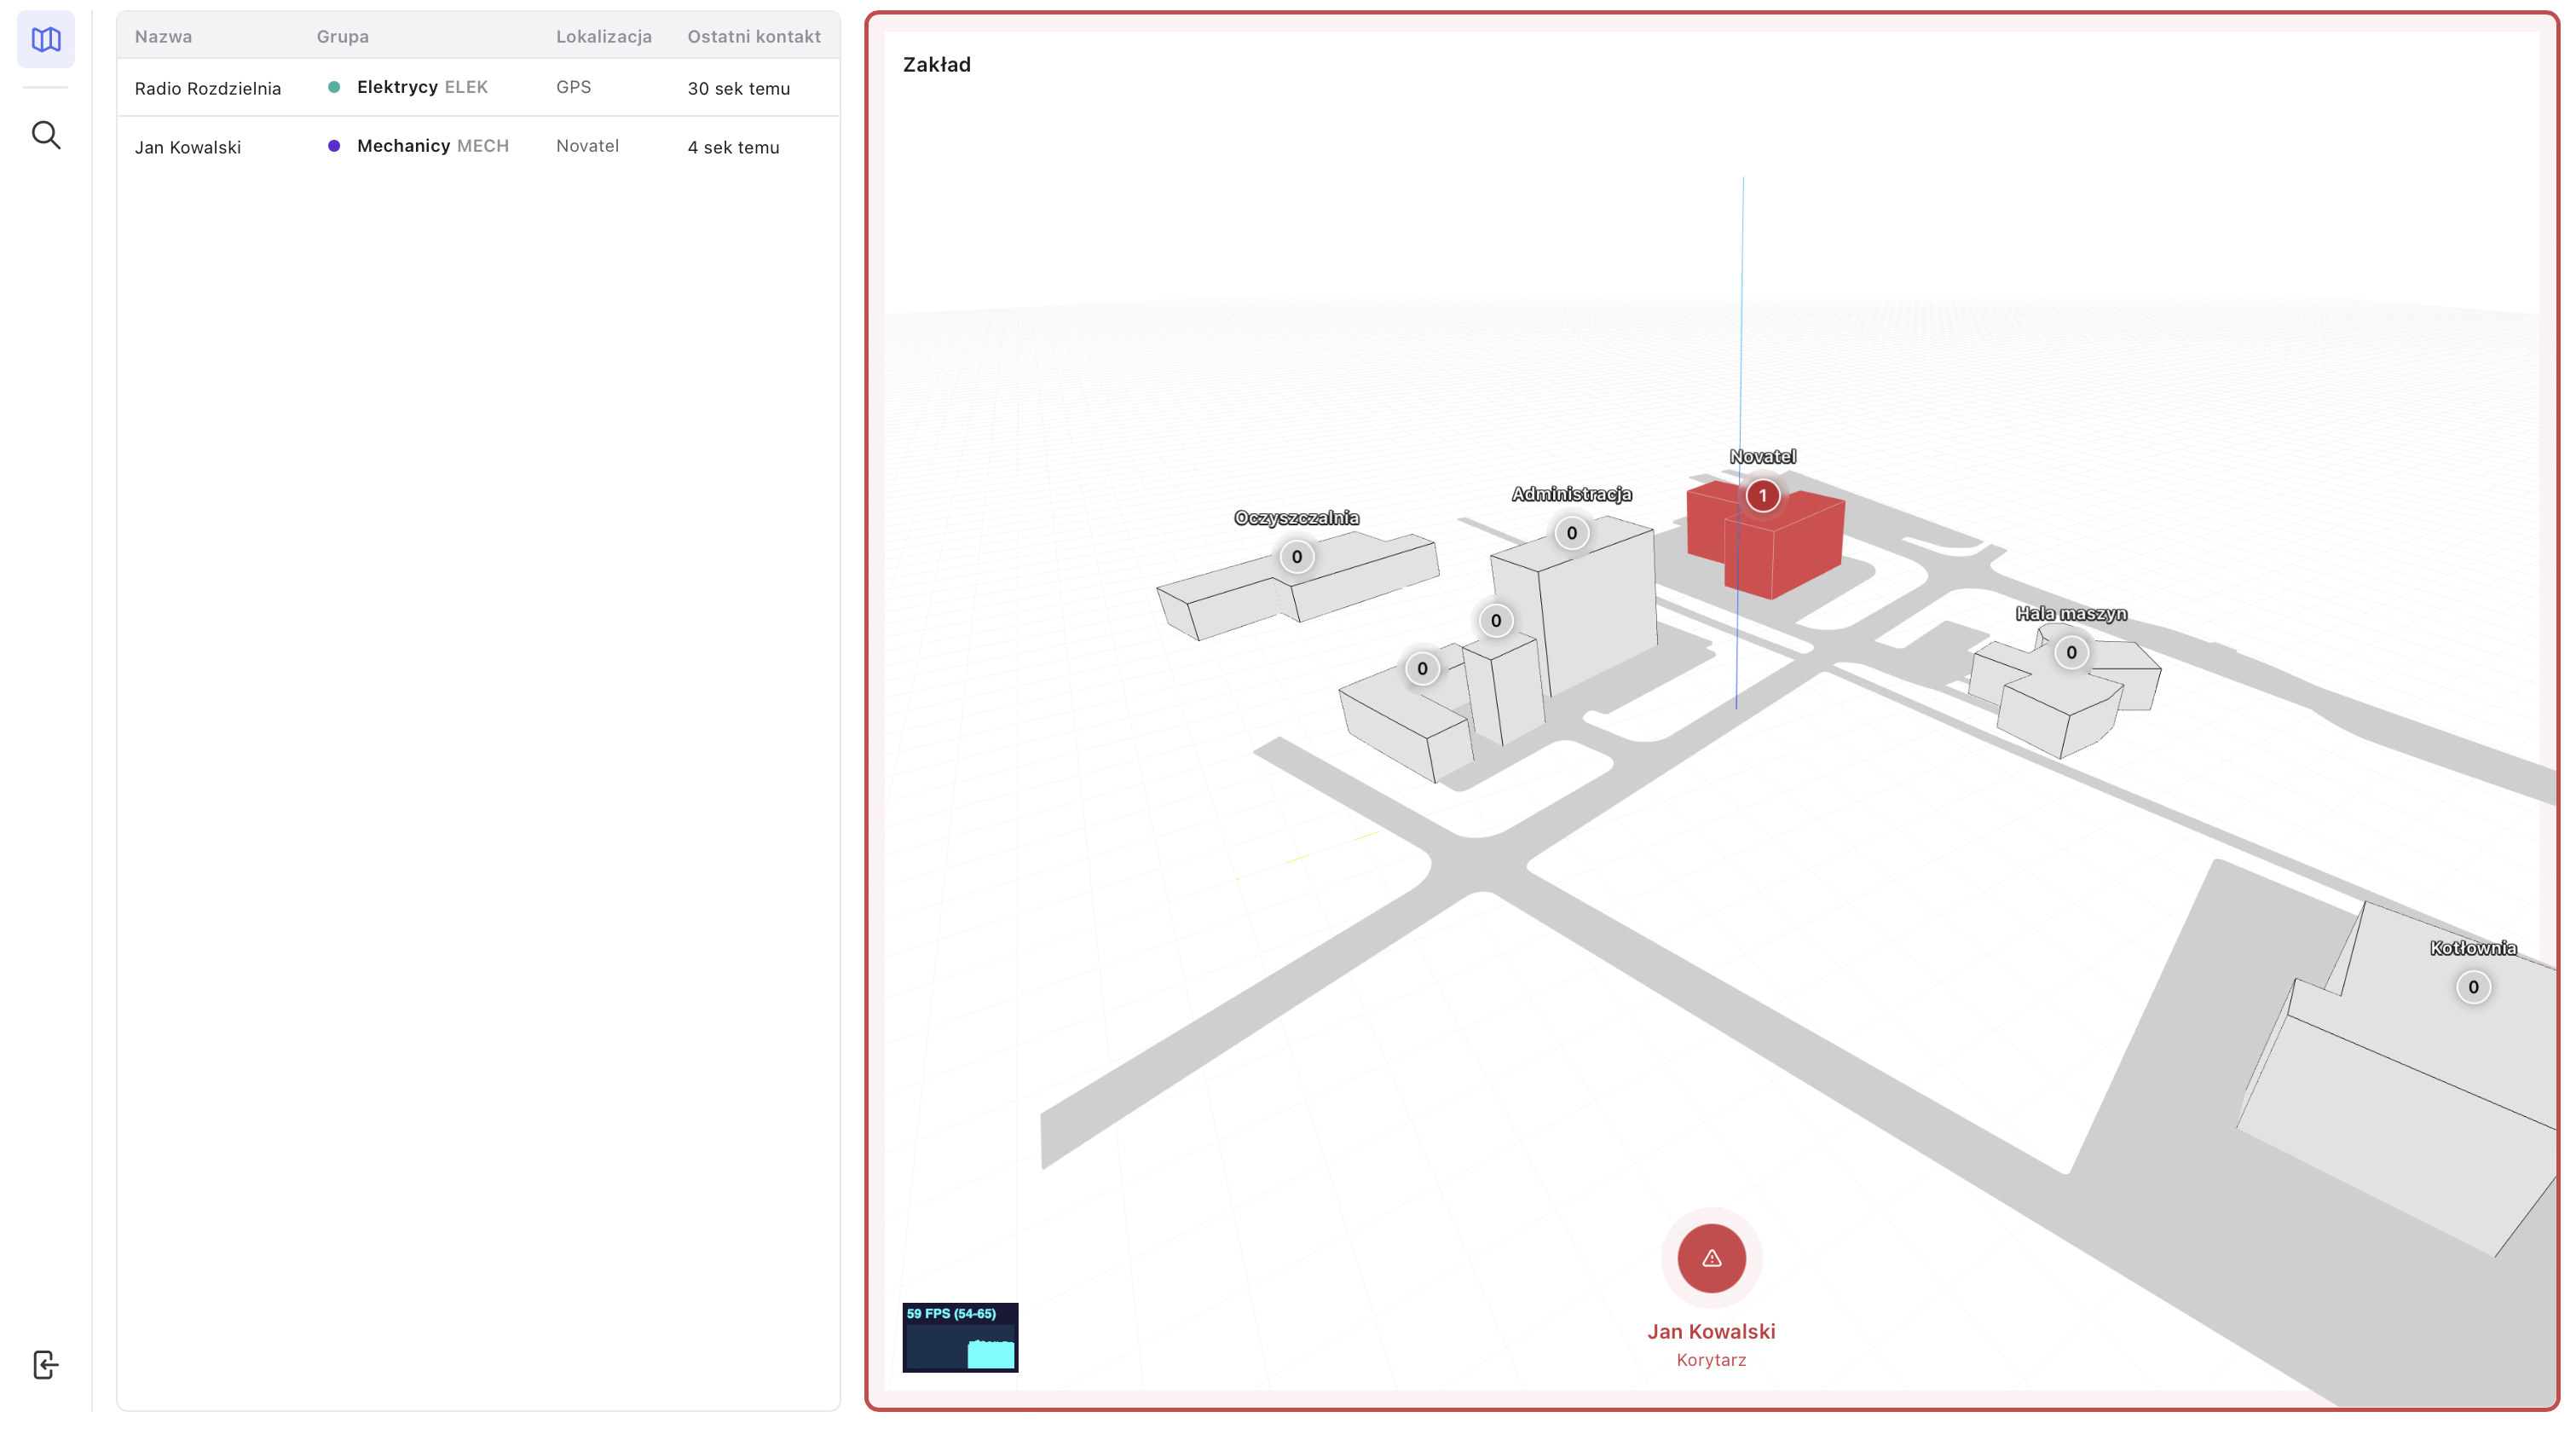 Nazwa Grupa Lokalizacja Ostatni kontakt
Radio Rozdzielnia Elektrycy ELEK GPS 30 sek temu
Jan Kowalski Mechanicy MECH Novatel 4 sek temu
Zakład
Novatel
1
Administracja
0
Oczyszczalnia
0
0
0
Hala maszyn
0
Kotłownia
0
59 FPS (54-65)
Jan Kowalski
Korytarz